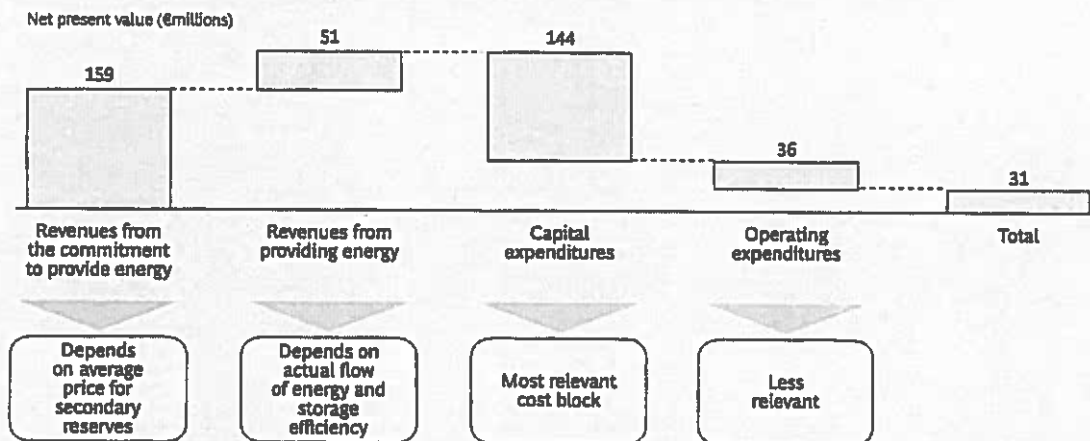 Net present value (€millions)
159
51
144
36
31
Revenues from
the commitment
to provide energy
Revenues from
providing energy
Capital
expenditures
Operating
expenditures
Total
Depends
on average
price for
secondary
reserves
Depends on
actual flow
of energy and
storage
efficiency
Most relevant
cost block
Less
relevant